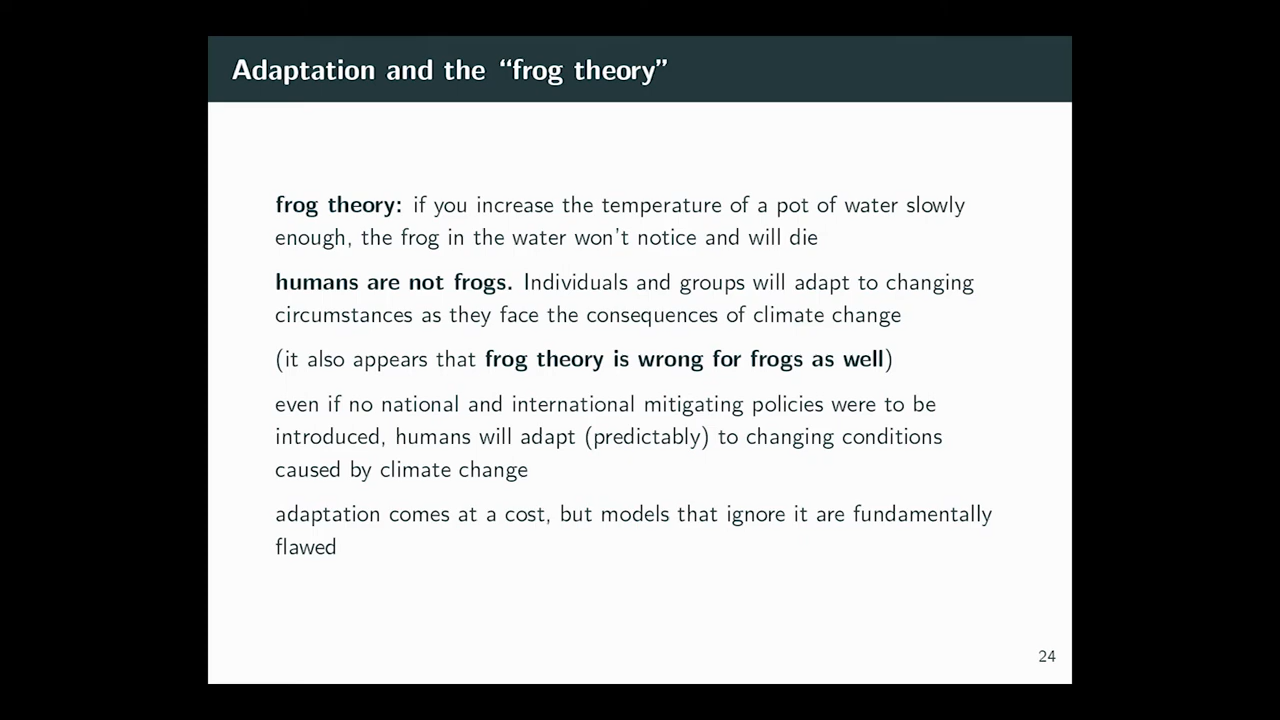 Adaptation and the “frog theory”
frog theory: if you increase the temperature of a pot of water slowly
enough, the frog in the water won’t notice and will die
humans are not frogs. Individuals and groups will adapt to changing
circumstances as they face the consequences of climate change
(it also appears that frog theory is wrong for frogs as well)
even if no national and international mitigating policies were to be
introduced, humans will adapt (predictably) to changing conditions
caused by climate change
adaptation comes at a cost, but models that ignore it are fundamentally
flawed
24